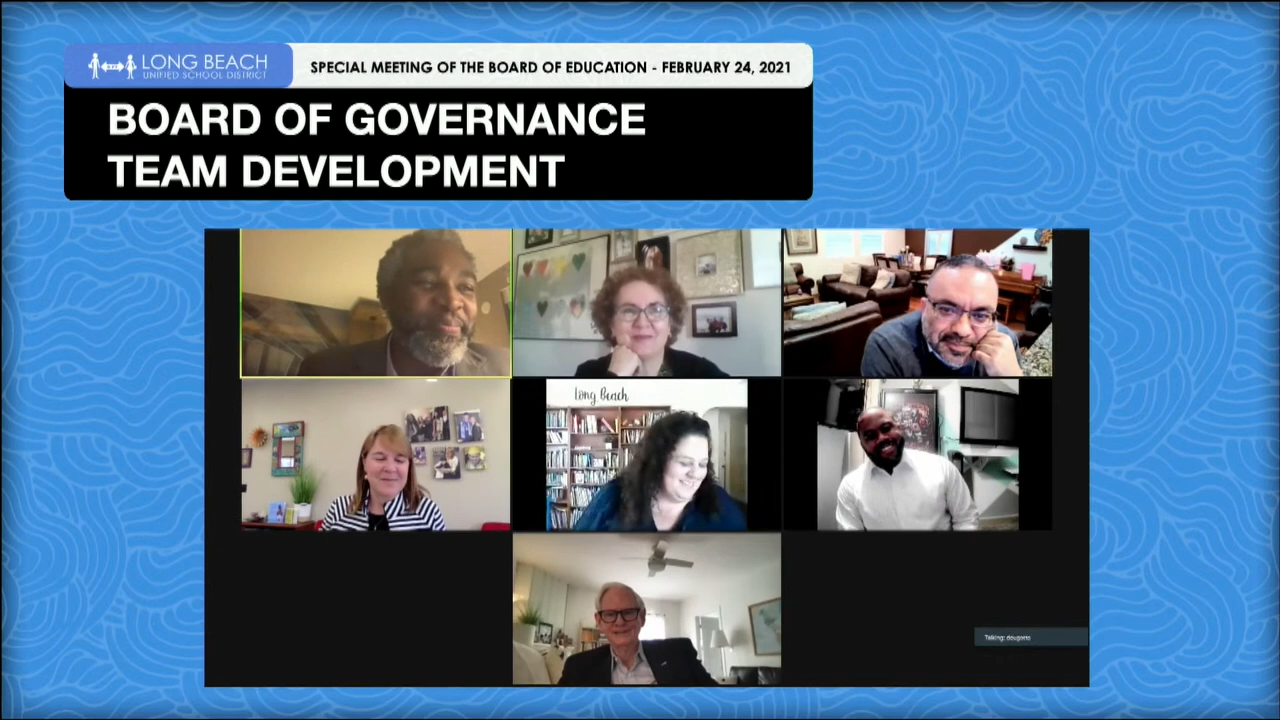 LONG BEACH
UNIFIED SCHOOL DISTRICT
SPECIAL MEETING OF THE BOARD OF EDUCATION - FEBRUARY 24, 2021
BOARD OF GOVERNANCE
TEAM DEVELOPMENT
long beach